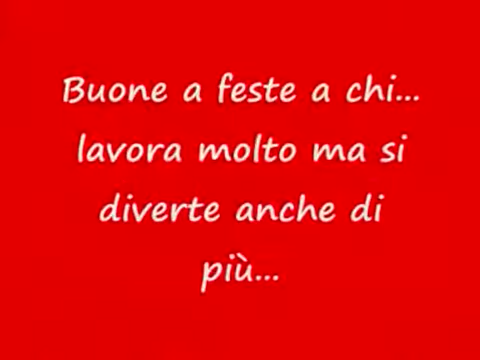 Buone a feste a chi...
lavora molto ma si
diverte anche di
più...